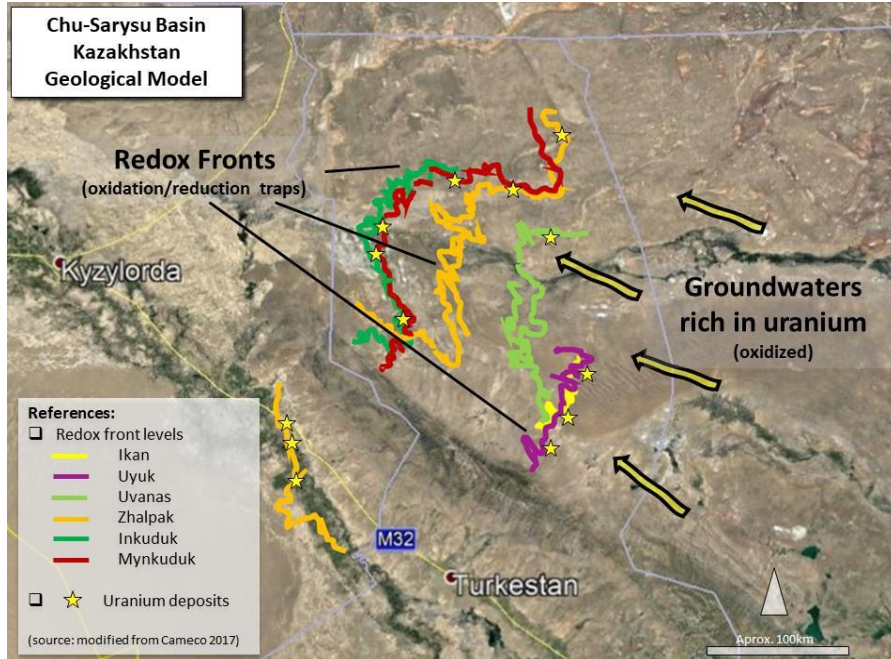 Chu-Sarysu Basin
Kazakhstan
Geological Model
Redox Fronts
(oxidation/reduction traps)
Kyzylorda
Groundwaters
rich in uranium
(oxidized)
References:
Redox front levels
Ikan
Uyuk
Uvanas
Zhalpak
Inkuduk
Mynkuduk
Uranium deposits
(source: modified from Cameco 2017)
M32
Turkestan
Aprox. 100km